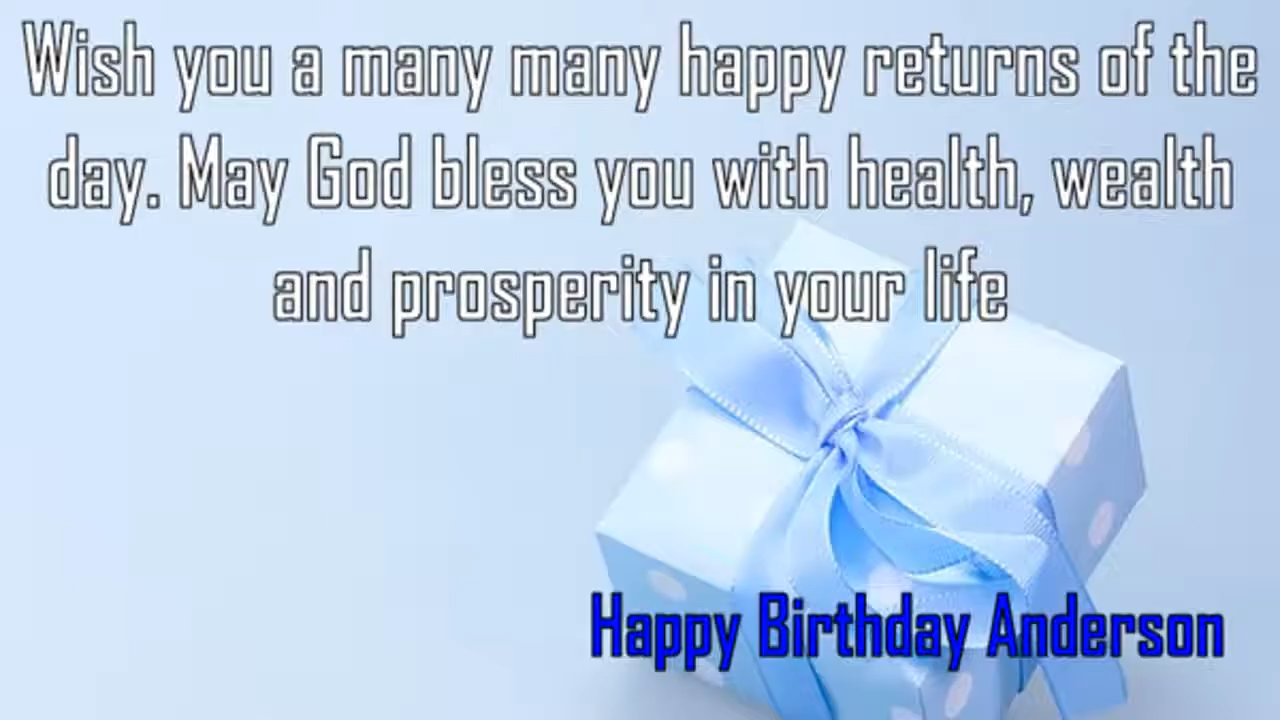 Wish you a many many happy returns of the
day. May God bless you with health, wealth
and prosperity in your life
Happy Birthday Anderson